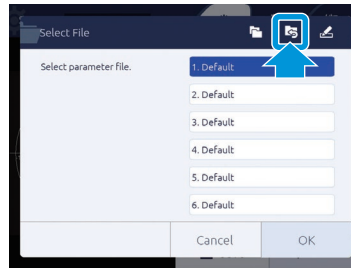 Select File
Select parameter file.
1. Default
2. Default
3. Default
4. Default
5. Default
6. Default
Cancel
OK